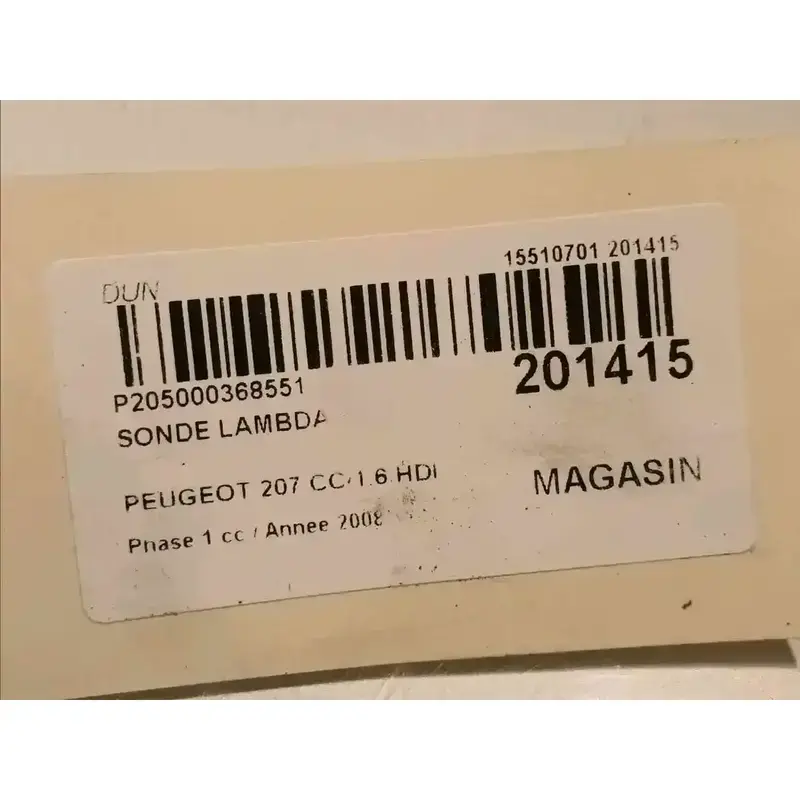 DUN
15510701 201415
P205000368551
201415
SONDE LAMBDA
PEUGEOT 207 CC/1.6 HDI
MAGASIN
Phase 1 cc / Annee 2008